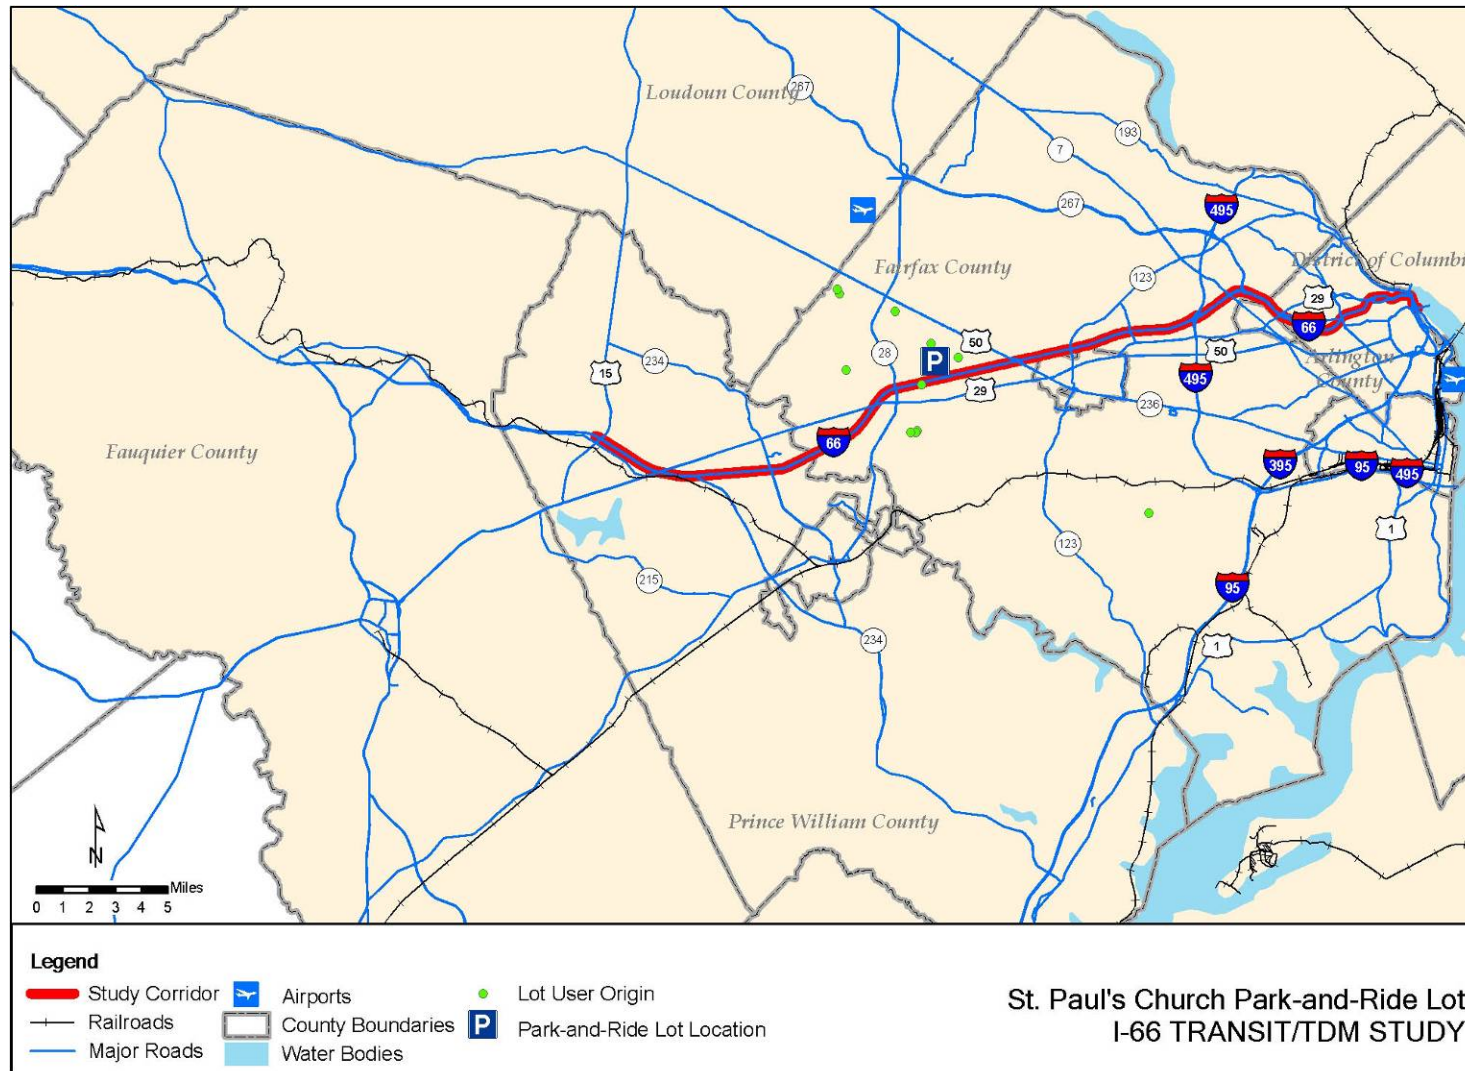 267
Loudoun County
193
7
267
495
Fairfax County
District of Columbi
123
29
66
50
28
15
234
50
Arlington
County
29
495
236
66
Fauquier County
395
95
495
1
123
215
95
234
1
Prince William County
N
Miles
0 1 2 3 4 5
Legend
Study Corridor
Railroads
Major Roads
Airports
County Boundaries
Water Bodies
Lot User Origin
P Park-and-Ride Lot Location
P
St. Paul's Church Park-and-Ride Lot
I-66 TRANSIT/TDM STUDY